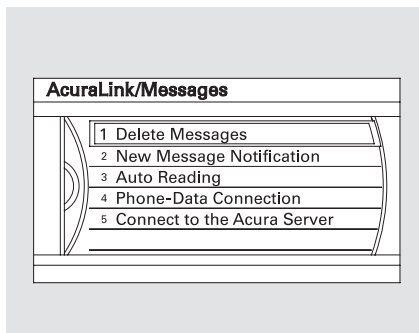 AcuraLink/Messages
1 Delete Messages
2 New Message Notification
3 Auto Reading
4 Phone-Data Connection
5 Connect to the Acura Server